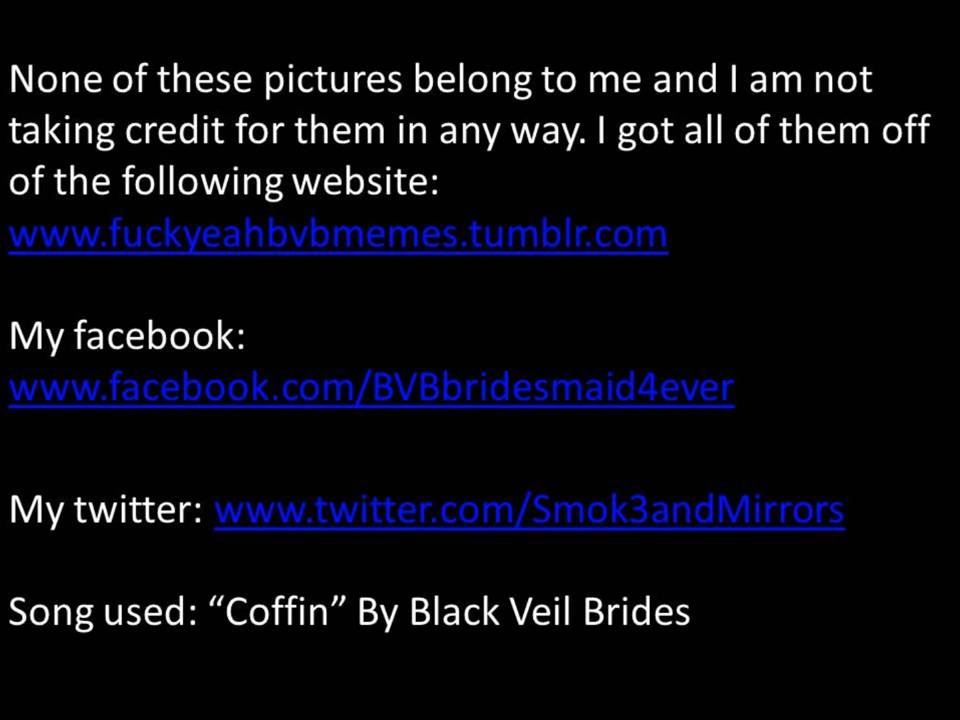 None of these pictures belong to me and I am not
taking credit for them in any way. I got all of them off
of the following website:
www.fuckyeahbvbmemes.tumblr.com
My facebook:
www.facebook.com/BVBbridesmaid4ever
My twitter: www.twitter.com/Smok3andMirrors
Song used: “Coffin” By Black Veil Brides